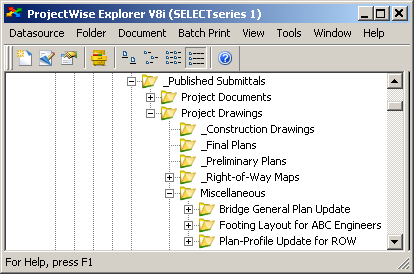 ProjectWise Explorer V8i (SELECTseries 1)
Datasource Folder Document Batch Print View Tools Window Help
_Published Submittals
Project Documents
Project Drawings
_Construction Drawings
_Final Plans
_Preliminary Plans
_Right-of-Way Maps
Miscellaneous
Bridge General Plan Update
Footing Layout for ABC Engineers
Plan-Profile Update for ROW
For Help, press F1